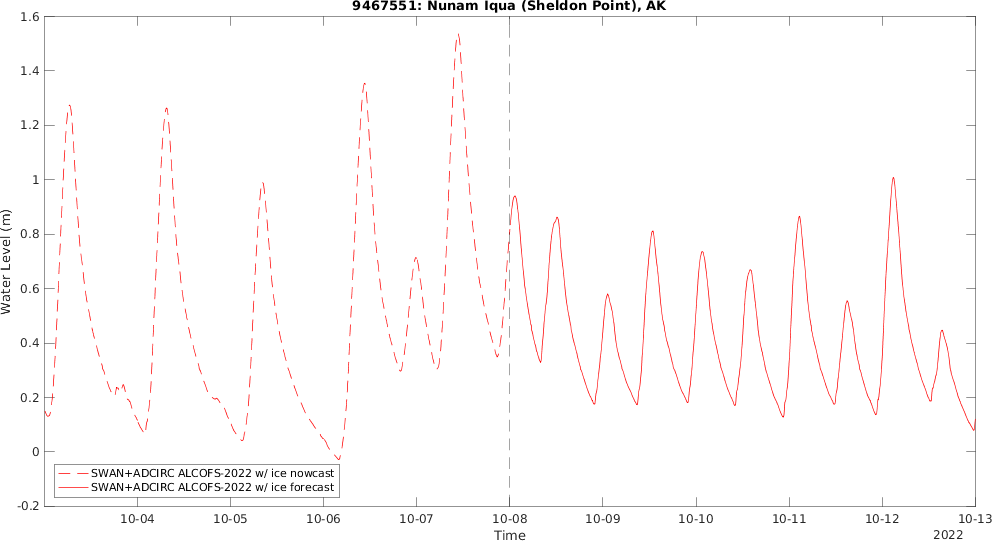 9467551: Nunam Iqua (Sheldon Point), AK
1.6
1.4
1.2
1
0.8
0.6
0.4
0.2
0
-0.2
Water Level (m)
SWAN+ADCIRC ALCOFS-2022 w/ ice nowcast
SWAN+ADCIRC ALCOFS-2022 w/ ice forecast
10-04 10-05 10-06 10-07 10-08 10-09 10-10 10-11 10-12 10-13
Time
2022